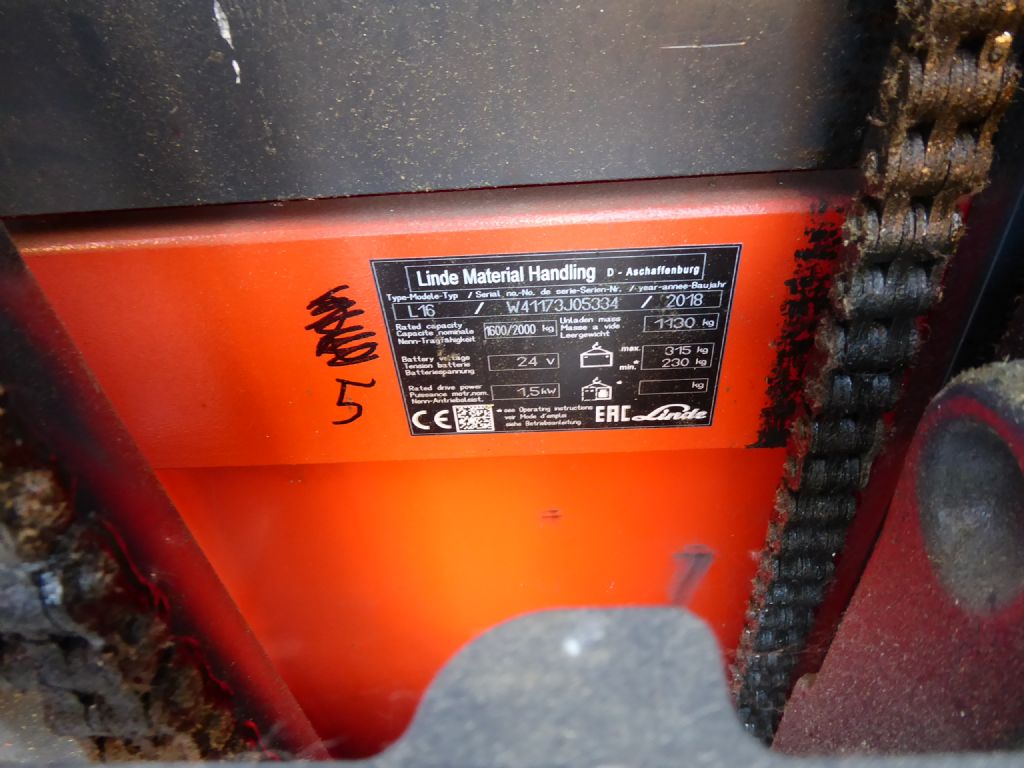 Linde Material Handling D - Aschaffenburg
Type-Modele-Typ / Serial no.-No. de serie-Serien-Nr. / year-annee-Baujahr
L16 / W41173J05334 / 2018
Rated capacity
Capacite nominale
Nenn-Tragfähigkeit
1600/2000 kg
Unladen mass
Masse a vide
Leergewicht
1130 kg
Battery voltage
Tension batterie
Batteriespannung
24 V
max. 315 kg
min.* 230 kg
Rated drive power
Puissance motr.nom.
Nenn-Antriebsleist.
1,5 kW
* kg
CE
* see Operating instructions
voir Mode d'emploi
siehe Betriebsanleitung
EAC Linde
5